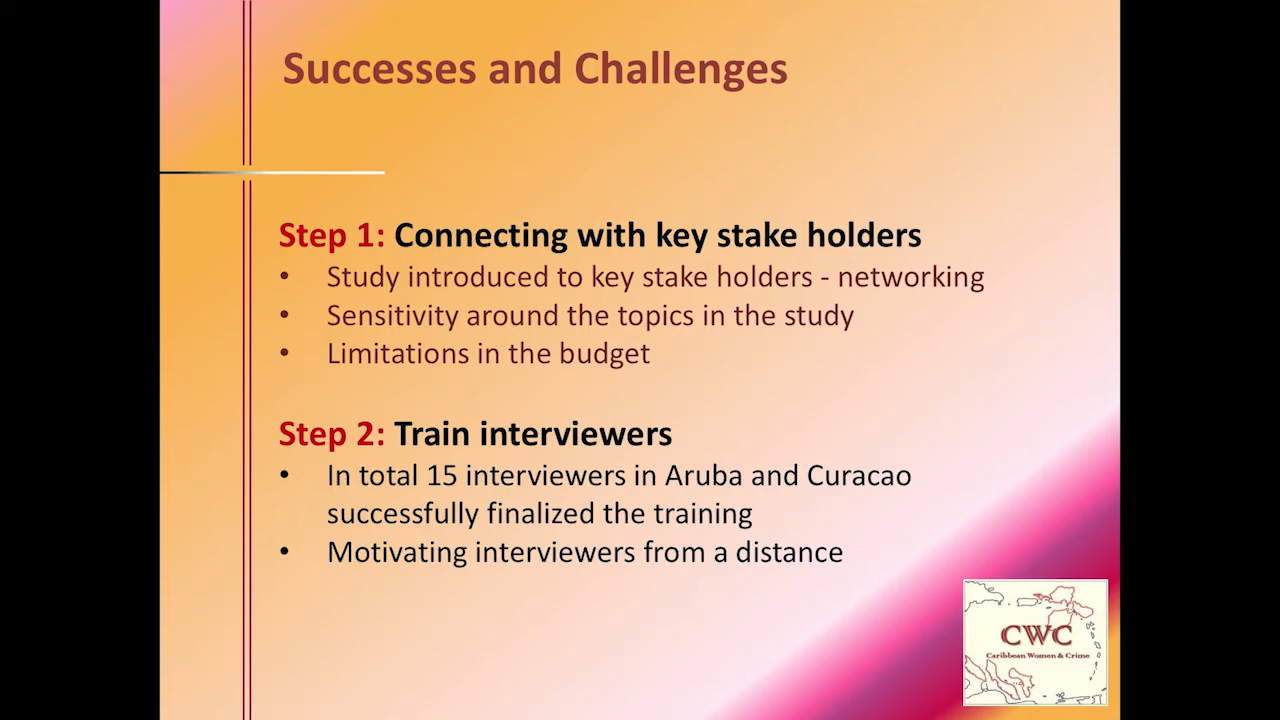 Successes and Challenges
Step 1: Connecting with key stake holders
• Study introduced to key stake holders - networking
• Sensitivity around the topics in the study
• Limitations in the budget
Step 2: Train interviewers
• In total 15 interviewers in Aruba and Curacao
successfully finalized the training
• Motivating interviewers from a distance
CWC
Caribbean Women & Crime